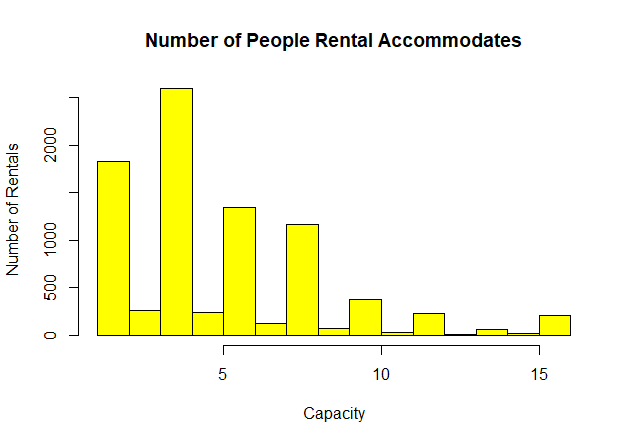 Number of People Rental Accommodates
Number of Rentals
2000
1000
500
0
5
10
15
Capacity